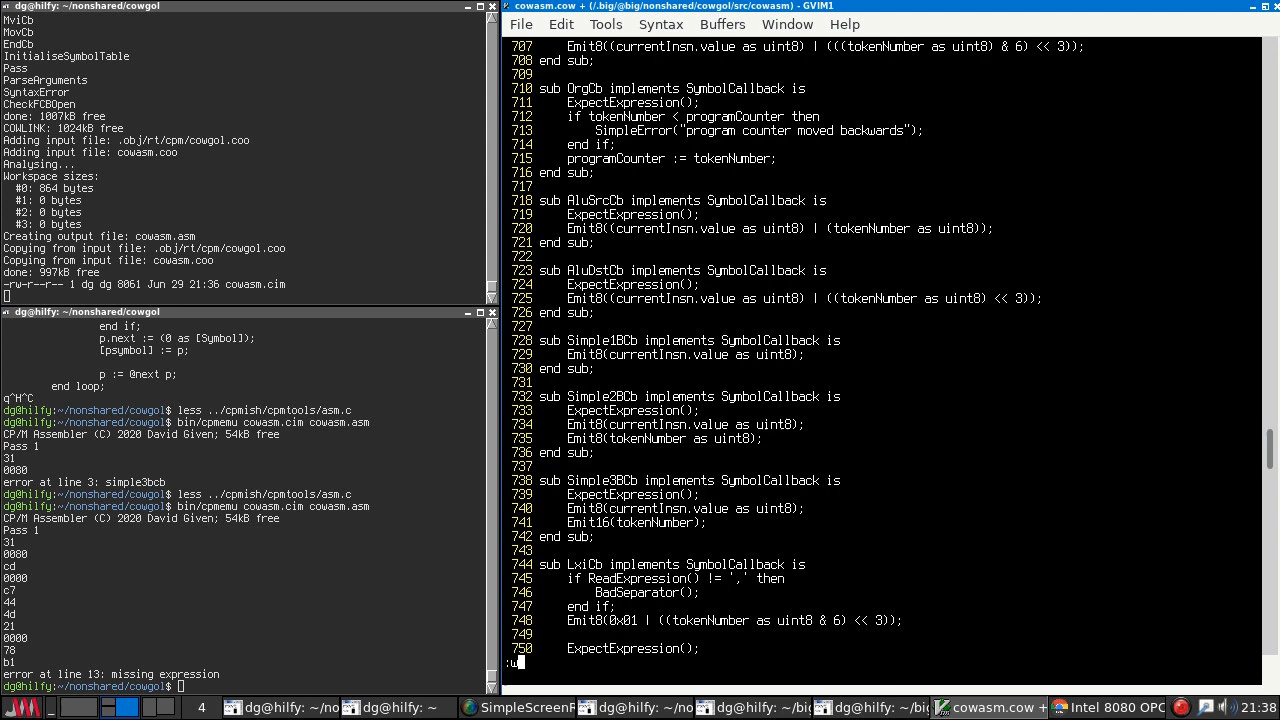 dg@hilfy: ~/nonshared/cowgol
MviCb
MovCb
EndCb
InitialiseSymbolTable
Pass
ParseArguments
SyntaxError
CheckFCBOpen
done: 1007kB free
COWLINK: 1024kB free
Adding input file: .obj/rt/cpm/cowgol.coo
Adding input file: cowasm.coo
Analysing...
Workspace sizes:
  #0: 864 bytes
  #1: 0 bytes
  #2: 0 bytes
  #3: 0 bytes
Creating output file: cowasm.asm
Copying from input file: .obj/rt/cpm/cowgol.coo
Copying from input file: cowasm.coo
done: 997kB free
-rw-r--r-- 1 dg dg 8061 Jun 29 21:36 cowasm.cim
dg@hilfy: ~/nonshared/cowgol
end if;
p.next := (0 as [Symbol]);
[psymbol] := p;
p := @next p;
end loop;
q^H^C
dg@hilfy:~/nonshared/cowgol$ less ../cpmish/cpmtools/asm.c
dg@hilfy:~/nonshared/cowgol$ bin/cpmemu cowasm.cim cowasm.asm
CP/M Assembler (C) 2020 David Given; 54kB free
Pass 1
31
0080
error at line 3: simple3bcb
dg@hilfy:~/nonshared/cowgol$ less ../cpmish/cpmtools/asm.c
dg@hilfy:~/nonshared/cowgol$ bin/cpmemu cowasm.cim cowasm.asm
CP/M Assembler (C) 2020 David Given; 54kB free
Pass 1
31
0080
cd
0000
c7
44
4d
21
0000
78
b1
error at line 13: missing expression
dg@hilfy:~/nonshared/cowgol$
cowasm.cow + (/.big/@big/nonshared/cowgol/src/cowasm) - GVIM1
File Edit Tools Syntax Buffers Window Help
707     Emit8((currentInsn.value as uint8) | (((tokenNumber as uint8) & 6) << 3));
708 end sub;
709
710 sub OrgCb implements SymbolCallback is
711     ExpectExpression();
712     if tokenNumber < programCounter then
713         SimpleError("program counter moved backwards");
714     end if;
715     programCounter := tokenNumber;
716 end sub;
717
718 sub AluSrcCb implements SymbolCallback is
719     ExpectExpression();
720     Emit8((currentInsn.value as uint8) | (tokenNumber as uint8));
721 end sub;
722
723 sub AluDstCb implements SymbolCallback is
724     ExpectExpression();
725     Emit8((currentInsn.value as uint8) | ((tokenNumber as uint8) << 3));
726 end sub;
727
728 sub Simple1BCb implements SymbolCallback is
729     Emit8(currentInsn.value as uint8);
730 end sub;
731
732 sub Simple2BCb implements SymbolCallback is
733     ExpectExpression();
734     Emit8(currentInsn.value as uint8);
735     Emit8(tokenNumber as uint8);
736 end sub;
737
738 sub Simple3BCb implements SymbolCallback is
739     ExpectExpression();
740     Emit8(currentInsn.value as uint8);
741     Emit16(tokenNumber);
742 end sub;
743
744 sub LxiCb implements SymbolCallback is
745     if ReadExpression() != ',' then
746         BadSeparator();
747     end if;
748     Emit8(0x01 | ((tokenNumber as uint8 & 6) << 3));
749
750     ExpectExpression();
:w
4 dg@hilfy: ~/no dg@hilfy: ~ SimpleScreenR dg@hilfy: ~/no dg@hilfy: ~/big dg@hilfy: ~/big cowasm.cow + Intel 8080 OPC 21:38